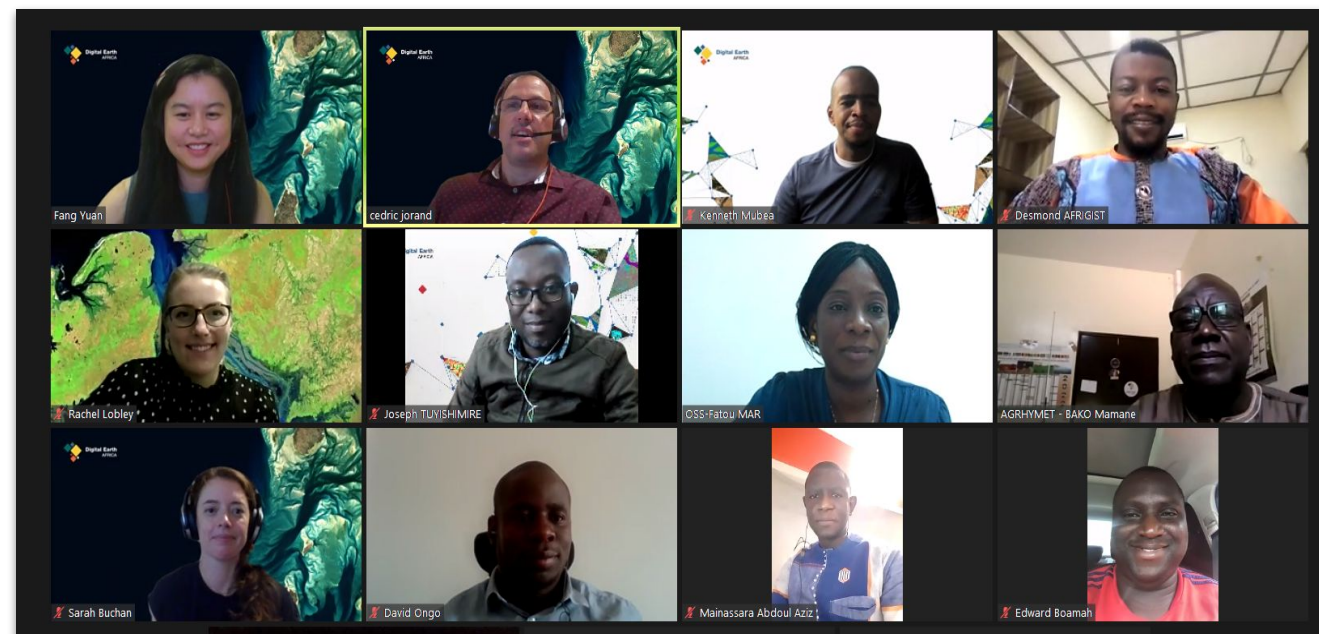 Digital Earth
AFRICA
Fang Yuan
Digital Earth
AFRICA
cedric jorand
Digital Earth
AFRICA
Kenneth Mubea
Desmond AFRIGIST
Rachel Lobley
igital Earth
AFRICA
Joseph TUYISHIMIRE
OSS-Fatou MAR
AGRHYMET - BAKO Mamane
Digital Earth
AFRICA
Sarah Buchan
David Ongo
Mainassara Abdoul Aziz
Edward Boamah